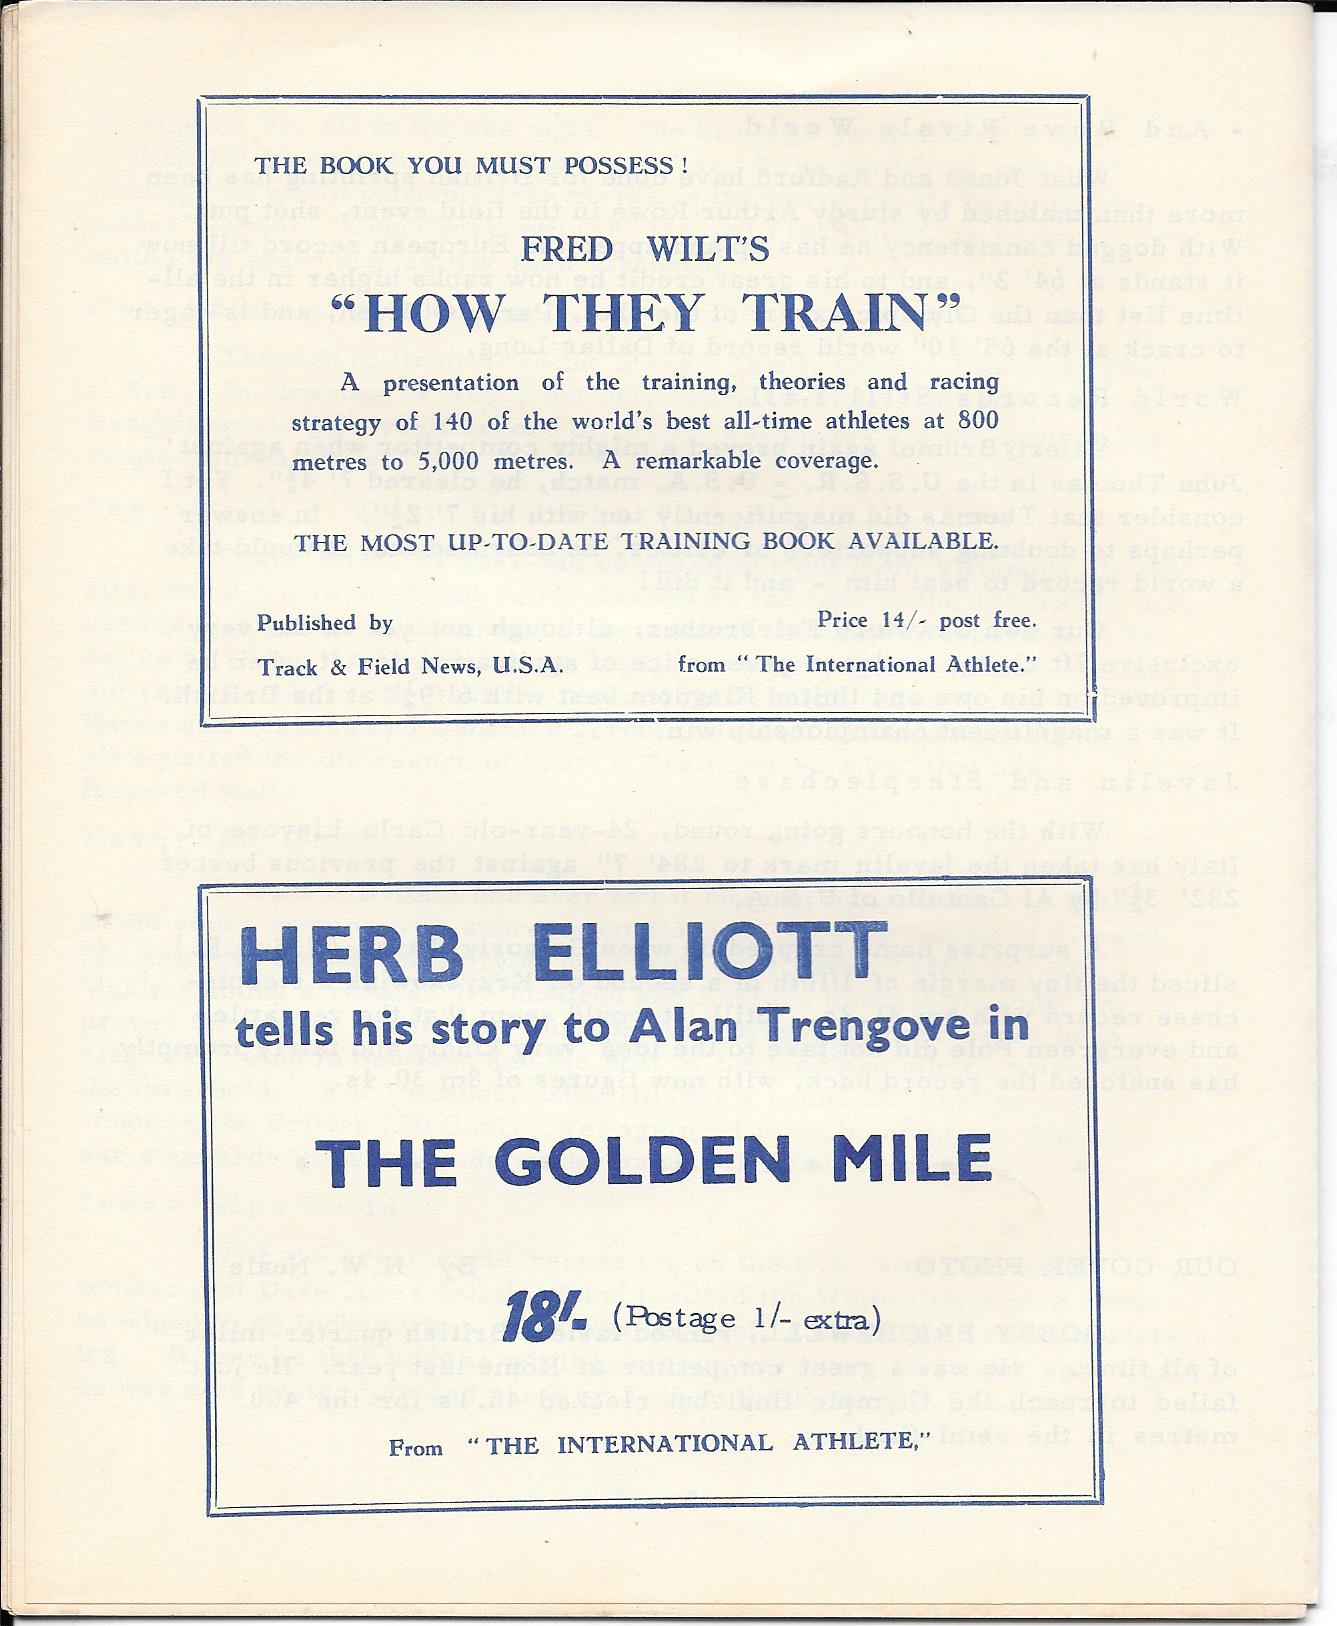 THE BOOK YOU MUST POSSESS !
FRED WILT'S
“HOW THEY TRAIN”
A presentation of the training, theories and racing
strategy of 140 of the world's best all-time athletes at 800
metres to 5,000 metres. A remarkable coverage.
THE MOST UP-TO-DATE TRAINING BOOK AVAILABLE.
Published by
Price 14/- post free.
Track & Field News, U.S.A.
from “The International Athlete.”
HERB ELLIOTT
tells his story to Alan Trengove in
THE GOLDEN MILE
18/- (Postage 1/- extra)
From “THE INTERNATIONAL ATHLETE,”